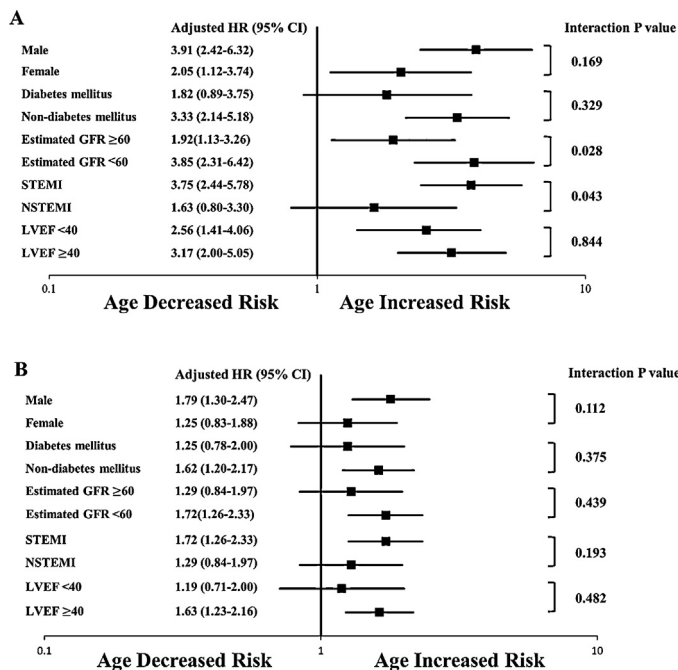 A
Adjusted HR (95% CI) Interaction P value
Male 3.91 (2.42-6.32)
0.169
Female 2.05 (1.12-3.74)
Diabetes mellitus 1.82 (0.89-3.75)
0.329
Non-diabetes mellitus 3.33 (2.14-5.18)
Estimated GFR ≥60 1.92(1.13-3.26)
0.028
Estimated GFR <60 3.85 (2.31-6.42)
STEMI 3.75 (2.44-5.78)
0.043
NSTEMI 1.63 (0.80-3.30)
LVEF <40 2.56 (1.41-4.06)
0.844
LVEF ≥40 3.17 (2.00-5.05)
0.1 1 10
Age Decreased Risk Age Increased Risk
B
Adjusted HR (95% CI) Interaction P value
Male 1.79 (1.30-2.47)
0.112
Female 1.25 (0.83-1.88)
Diabetes mellitus 1.25 (0.78-2.00)
0.375
Non-diabetes mellitus 1.62 (1.20-2.17)
Estimated GFR ≥60 1.29 (0.84-1.97)
0.439
Estimated GFR <60 1.72(1.26-2.33)
STEMI 1.72 (1.26-2.33)
0.193
NSTEMI 1.29 (0.84-1.97)
LVEF <40 1.19 (0.71-2.00)
0.482
LVEF ≥40 1.63 (1.23-2.16)
0.1 1 10
Age Decreased Risk Age Increased Risk